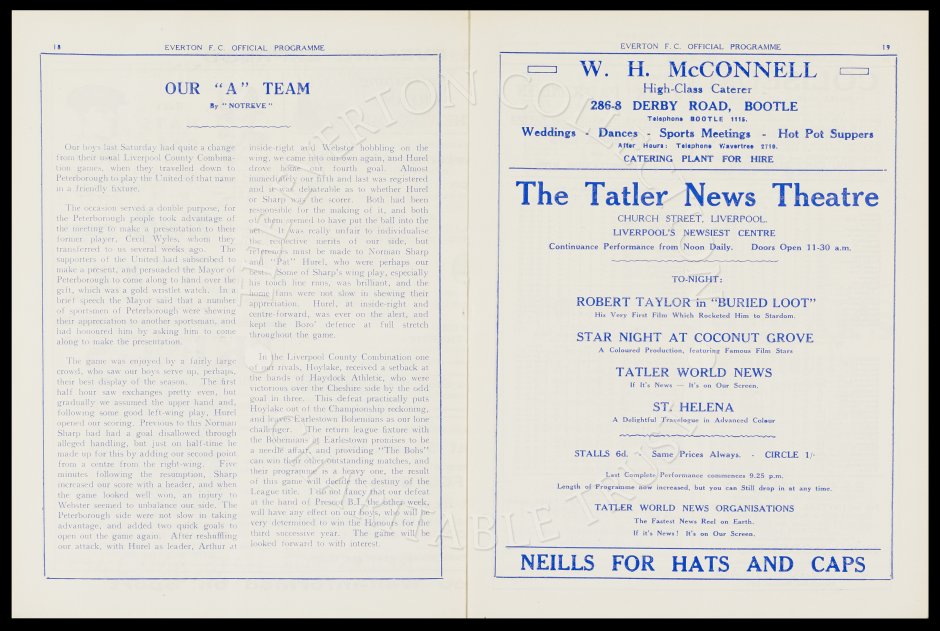 18
EVERTON F.C. OFFICIAL PROGRAMME
OUR "A" TEAM
By "NOTREVE"
Our boys last Saturday had quite a change
from their usual Liverpool County Combina-
tion games, when they travelled down to
Peterborough to play the United of that name
in a friendly fixture.
The occasion served a double purpose, for
the Peterborough people took advantage of
the meeting to make a presentation to their
former player, Cecil Wyles, whom they
transferred to us several weeks ago. The
supporters of the United had subscribed to
make a present, and persuaded the Mayor of
Peterborough to come along to hand over the
gift, which was a gold wristlet watch. In a
brief speech the Mayor said that a number
of sportsmen of Peterborough were shewing
their appreciation to another sportsman, and
had honoured him by asking him to come
along to make the presentation.
The game was enjoyed by a fairly large
crowd, who saw our boys serve up, perhaps,
their best display of the season. The first
half hour saw exchanges pretty even, but
gradually we assumed the upper hand and,
following some good left-wing play, Hurel
opened our scoring. Previous to this Norman
Sharp had had a goal disallowed through
alleged handling, but just on half-time he
made up for this by adding our second point
from a centre from the right-wing. Five
minutes following the resumption, Sharp
increased our score with a header, and when
the game looked well won, an injury to
Webster seemed to unbalance our side. The
Peterborough side were not slow in taking
advantage, and added two quick goals to
open out the game again. After reshuffling
our attack, with Hurel as leader, Arthur at
inside-right and Webster hobbling on the
wing, we came into our own again, and Hurel
drove home our fourth goal. Almost
immediately our fifth and last was registered
and it was debateable as to whether Hurel
or Sharp was the scorer. Both had been
responsible for the making of it, and both
of them seemed to have put the ball into the
net. It was really unfair to individualise
the respective merits of our side, but
references must be made to Norman Sharp
and "Pat" Hurel, who were perhaps our
best. Some of Sharp's wing play, especially
his touch line runs, was brilliant, and the
home fans were not slow in shewing their
appreciation. Hurel, at inside-right and
centre-forward, was ever on the alert, and
kept the Boro' defence at full stretch
throughout the game.
In the Liverpool County Combination one
of our rivals, Hoylake, received a setback at
the hands of Haydock Athletic, who were
victorious over the Cheshire side by the odd
goal in three. This defeat practically puts
Hoylake out of the Championship reckoning,
and leaves Earlestown Bohemians as our lone
challenger. The return league fixture with
the Bohemians at Earlestown promises to be
a needle affair, and providing "The Bohs"
can win their other outstanding matches, and
their programme is a heavy one, the result
of this game will decide the destiny of the
League title. I do not fancy that our defeat
at the hands of Prescot B.I. the other week,
will have any effect on our boys, who will be
very determined to win the Honours for the
third successive year. The game will be
looked forward to with interest.
EVERTON F.C. OFFICIAL PROGRAMME
19
W. H. McCONNELL
High-Class Caterer
286-8 DERBY ROAD, BOOTLE
Telephone BOOTLE 1115.
Weddings - Dances - Sports Meetings - Hot Pot Suppers
After Hours: Telephone Wavertree 2719.
CATERING PLANT FOR HIRE
The Tatler News Theatre
CHURCH STREET, LIVERPOOL.
LIVERPOOL'S NEWSIEST CENTRE
Continuance Performance from Noon Daily. Doors Open 11-30 a.m.
TO-NIGHT:
ROBERT TAYLOR in "BURIED LOOT"
His Very First Film Which Rocketed Him to Stardom.
STAR NIGHT AT COCONUT GROVE
A Coloured Production, featuring Famous Film Stars
TATLER WORLD NEWS
If It's News — It's on Our Screen.
ST. HELENA
A Delightful Travelogue in Advanced Colour
STALLS 6d. - Same Prices Always. - CIRCLE 1/-
Last Complete Performance commences 9.25 p.m.
Length of Programme now increased, but you can Still drop in at any time.
TATLER WORLD NEWS ORGANISATIONS
The Fastest News Reel on Earth.
If it's News! It's on Our Screen.
NEILLS FOR HATS AND CAPS